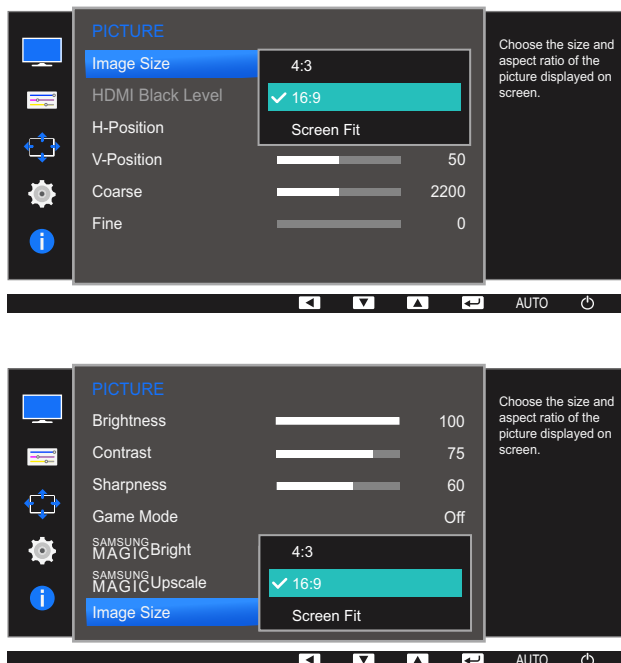 PICTURE
Image Size
4:3
Choose the size and
aspect ratio of the
picture displayed on
screen.
HDMI Black Level
16:9
H-Position
Screen Fit
V-Position 50
Coarse 2200
Fine 0
i
AUTO
PICTURE
Brightness 100
Choose the size and
aspect ratio of the
picture displayed on
screen.
Contrast 75
Sharpness 60
Game Mode Off
SAMSUNG
MAGICBright
4:3
SAMSUNG
MAGICUpscale
16:9
Image Size
Screen Fit
i
AUTO